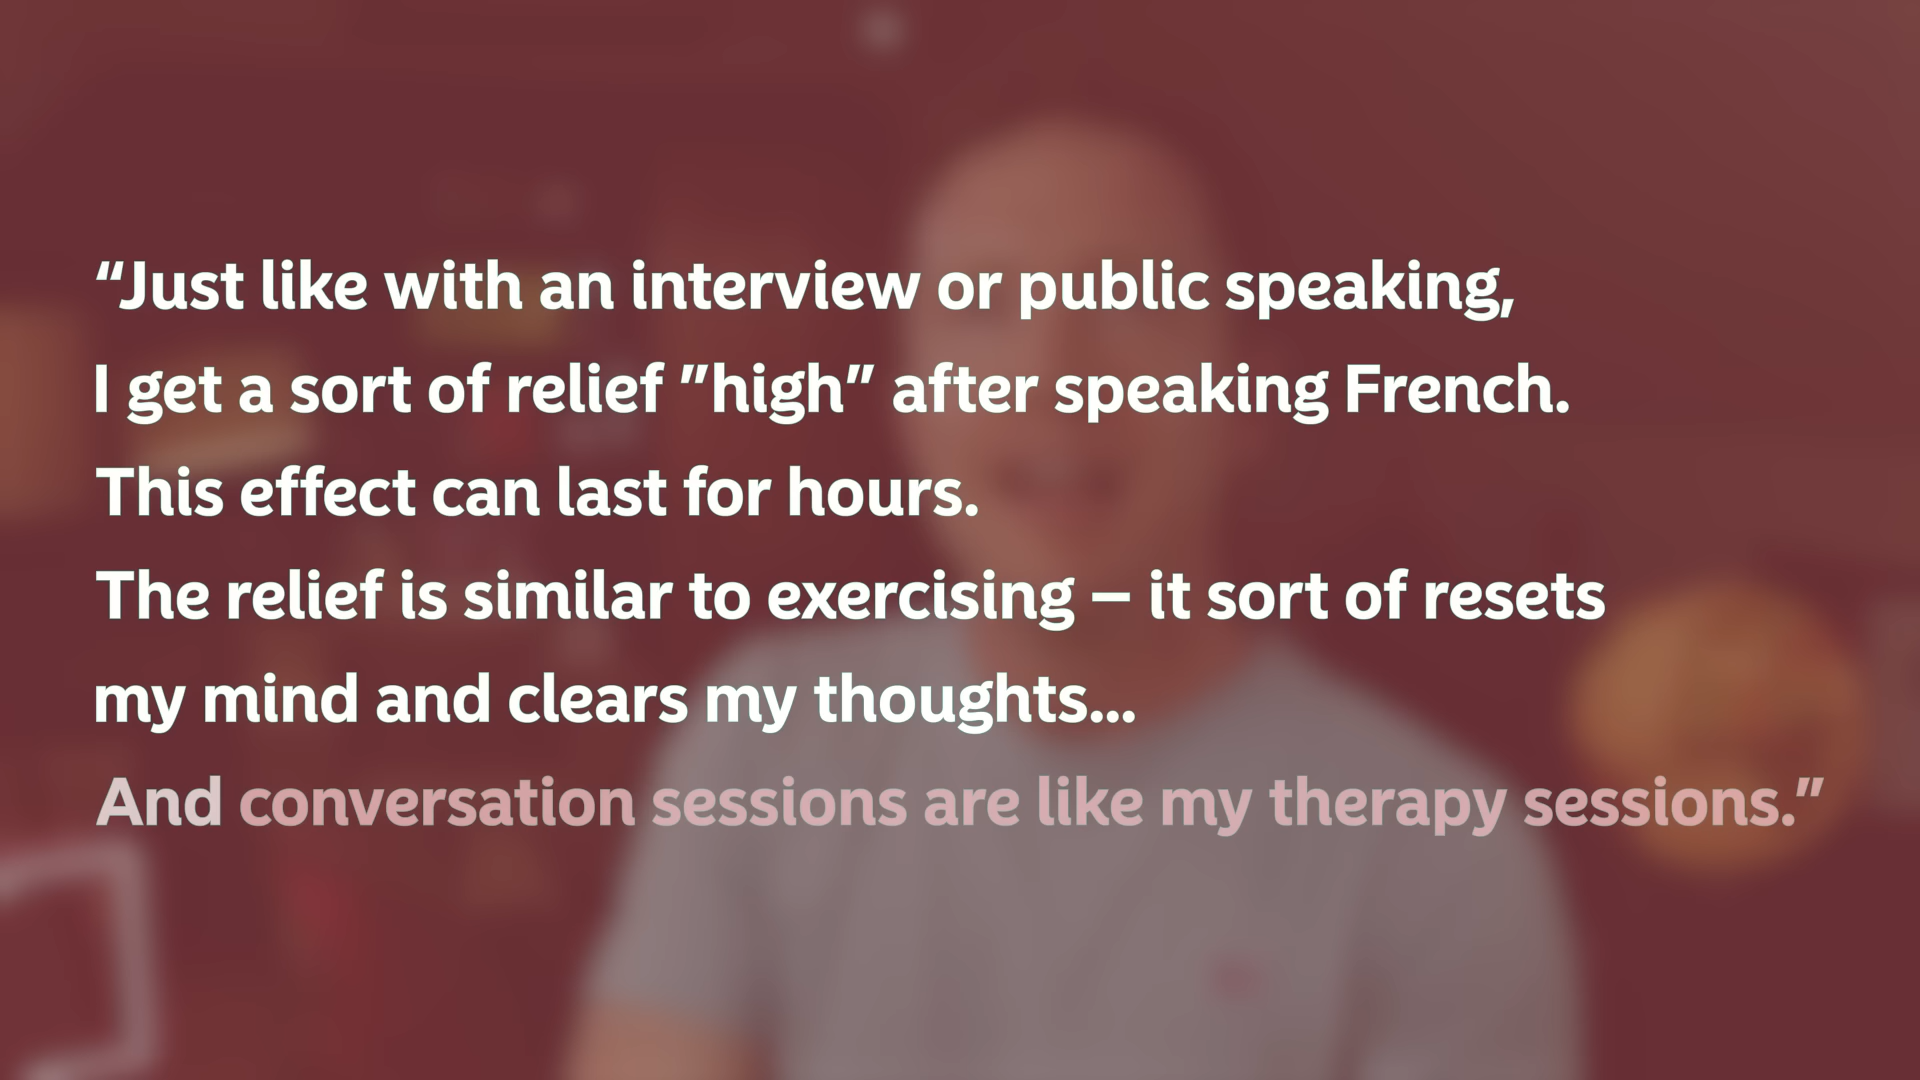 “Just like with an interview or public speaking,
I get a sort of relief ”high” after speaking French.
This effect can last for hours.
The relief is similar to exercising – it sort of resets
my mind and clears my thoughts...
And conversation sessions are like my therapy sessions.”